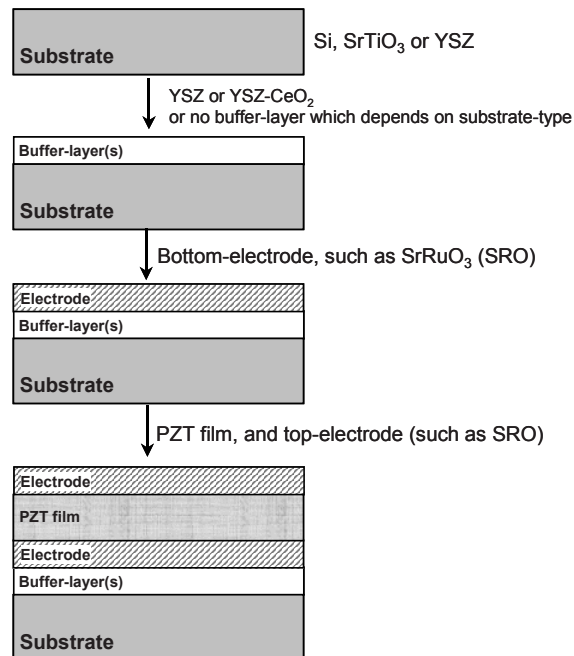 Substrate
Si, SrTiO3 or YSZ
YSZ or YSZ-CeO2
or no buffer-layer which depends on substrate-type
Buffer-layer(s)
Substrate
Bottom-electrode, such as SrRuO3 (SRO)
Electrode
Buffer-layer(s)
Substrate
PZT film, and top-electrode (such as SRO)
Electrode
PZT film
Electrode
Buffer-layer(s)
Substrate